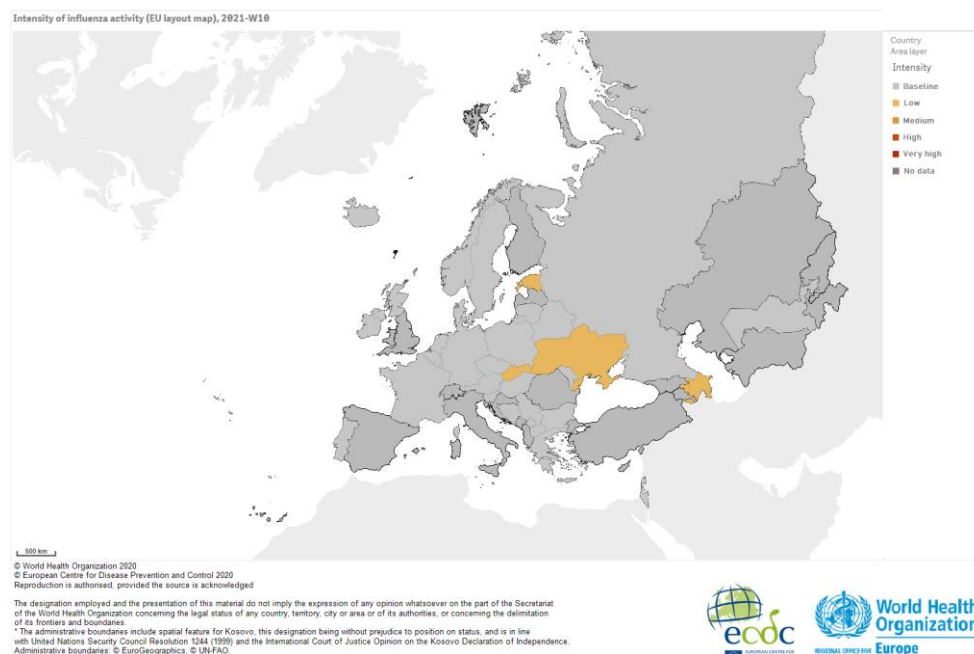 Intensity of influenza activity (EU layout map), 2021-W10
Country
Area layer
Intensity
Baseline
Low
Medium
High
Very high
No data
500 km
© World Health Organization 2020
© European Centre for Disease Prevention and Control 2020
Reproduction is authorised, provided the source is acknowledged
The designation employed and the presentation of this material do not imply the expression of any opinion whatsoever on the part of the Secretariat
of the World Health Organization concerning the legal status of any country, territory, city or area or of its authorities, or concerning the delimitation
of its frontiers and boundaries.
* The administrative boundaries include spatial feature for Kosovo, this designation being without prejudice to position on status, and is in line
with United Nations Security Council Resolution 1244 (1999) and the International Court of Justice Opinion on the Kosovo Declaration of Independence.
Administrative boundaries: © EuroGeographics, © UN-FAO.
ecdc
EUROPEAN CENTRE FOR
World Health
Organization
REGIONAL OFFICE FOR Europe